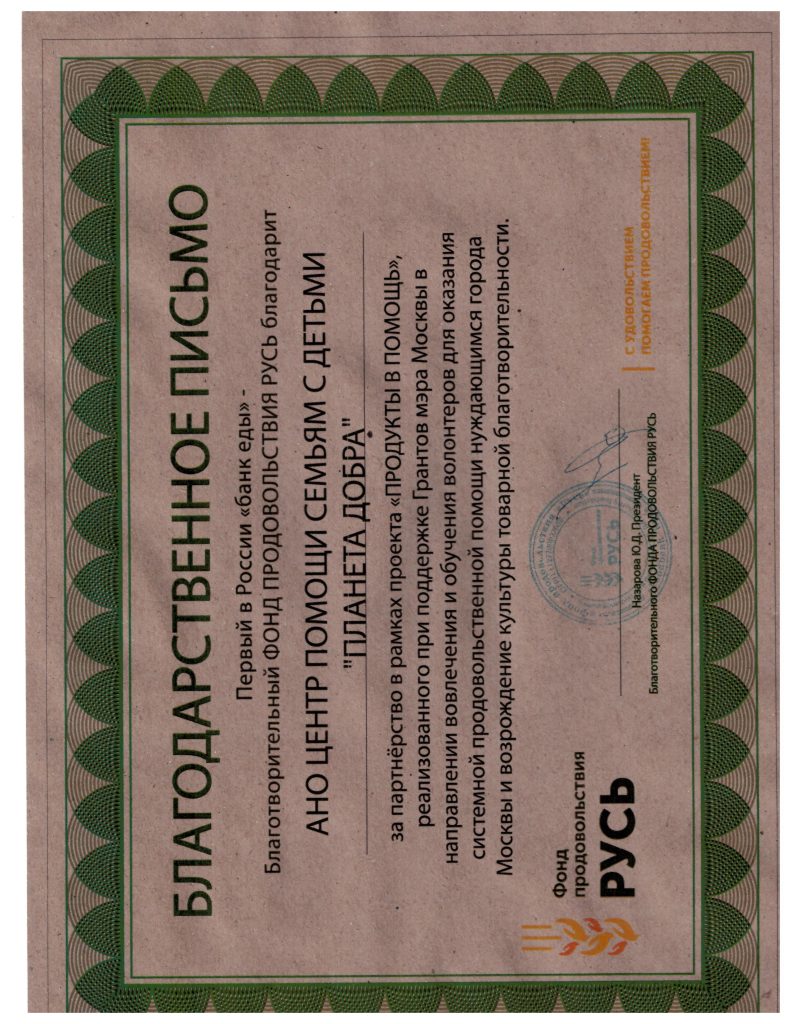 БЛАГОДАРСТВЕННОЕ ПИСЬМО
Первый в России «банк еды» -
Благотворительный ФОНД ПРОДОВОЛЬСТВИЯ РУСЬ благодарит
АНО ЦЕНТР ПОМОЩИ СЕМЬЯМ С ДЕТЬМИ
"ПЛАНЕТА ДОБРА"
за партнёрство в рамках проекта «ПРОДУКТЫ В ПОМОЩЬ»,
реализованного при поддержке Грантов мэра Москвы в
направлении вовлечения и обучения волонтеров для оказания
системной продовольственной помощи нуждающимся города
Москвы и возрождение культуры товарной благотворительности.
Фонд
продовольствия
РУСЬ
РУСЬ
Назарова Ю.Д. Президент
Благотворительного ФОНДА ПРОДОВОЛЬСТВИЯ РУСЬ
С УДОВОЛЬСТВИЕМ
ПОМОГАЕМ ПРОДОВОЛЬСТВИЕМ!